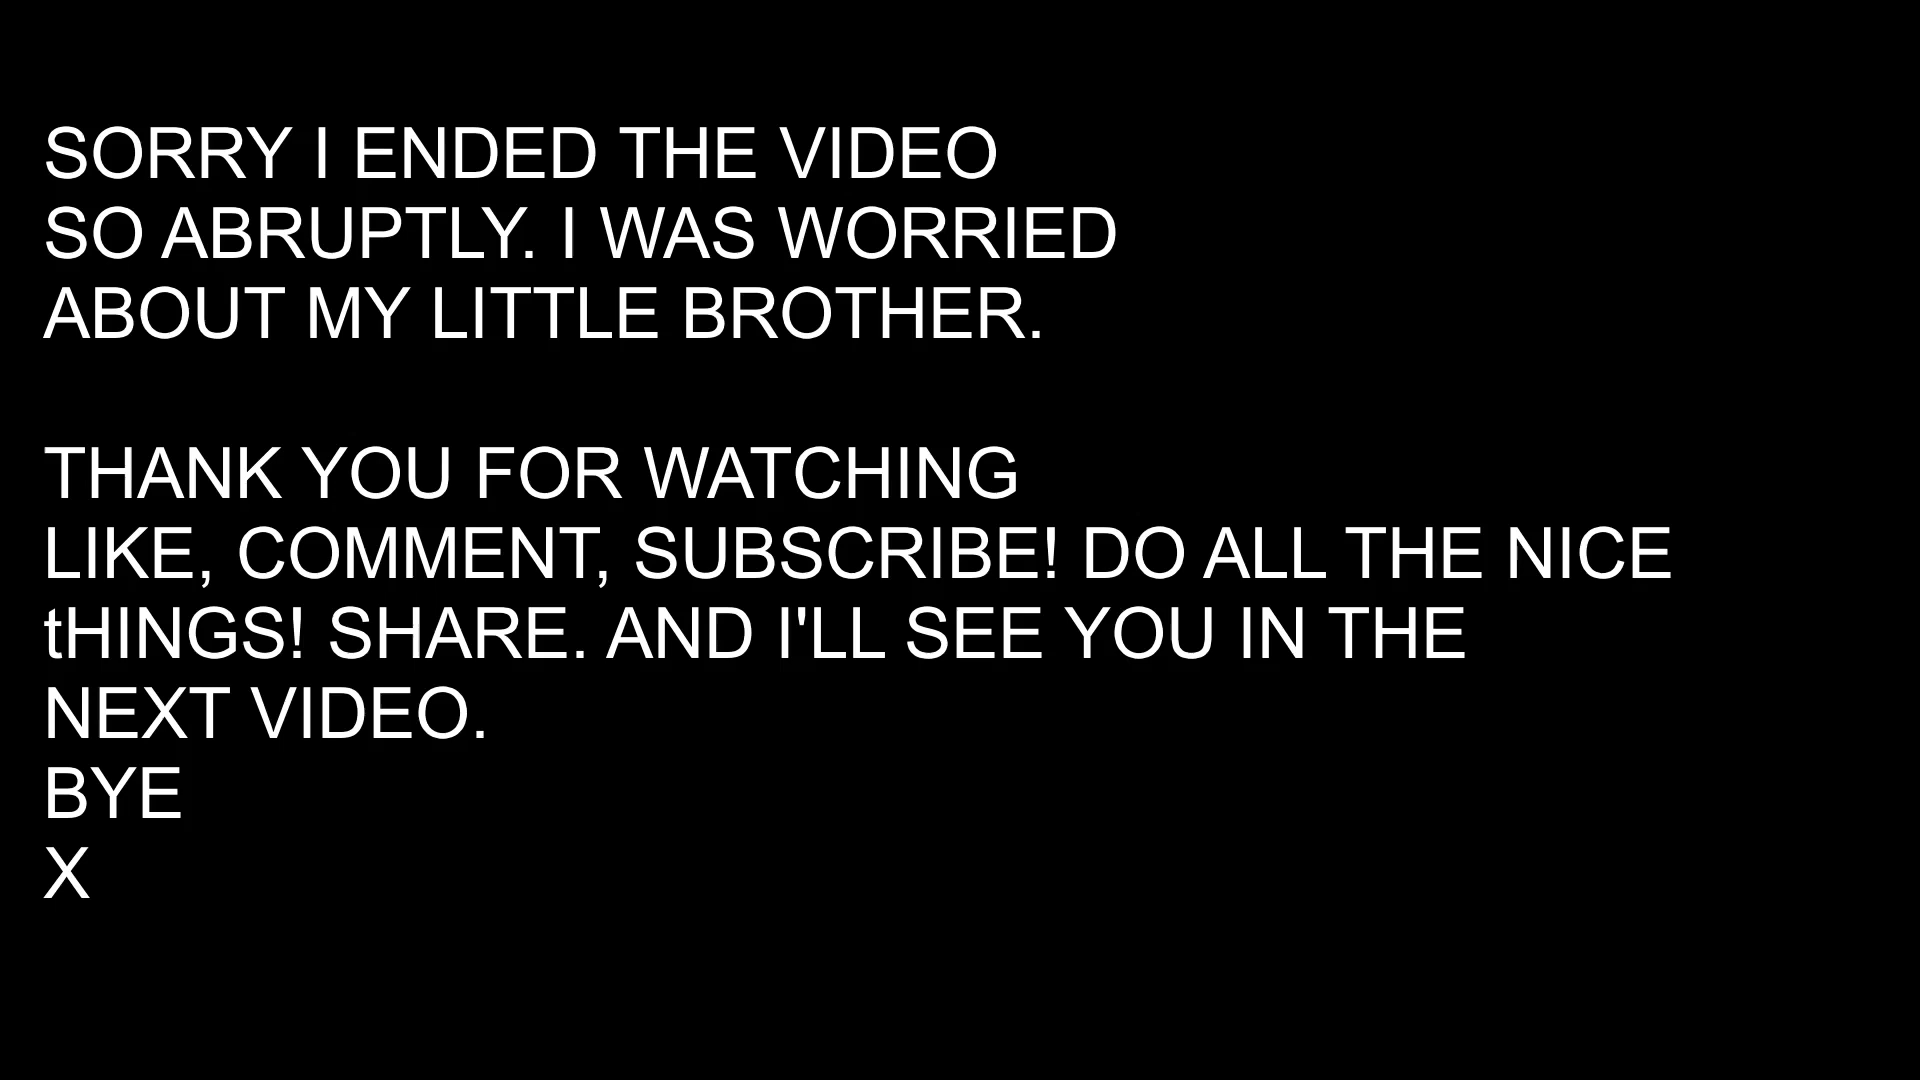 SORRY I ENDED THE VIDEO
SO ABRUPTLY. I WAS WORRIED
ABOUT MY LITTLE BROTHER.
THANK YOU FOR WATCHING
LIKE, COMMENT, SUBSCRIBE! DO ALL THE NICE
tHINGS! SHARE. AND I'LL SEE YOU IN THE
NEXT VIDEO.
BYE
X